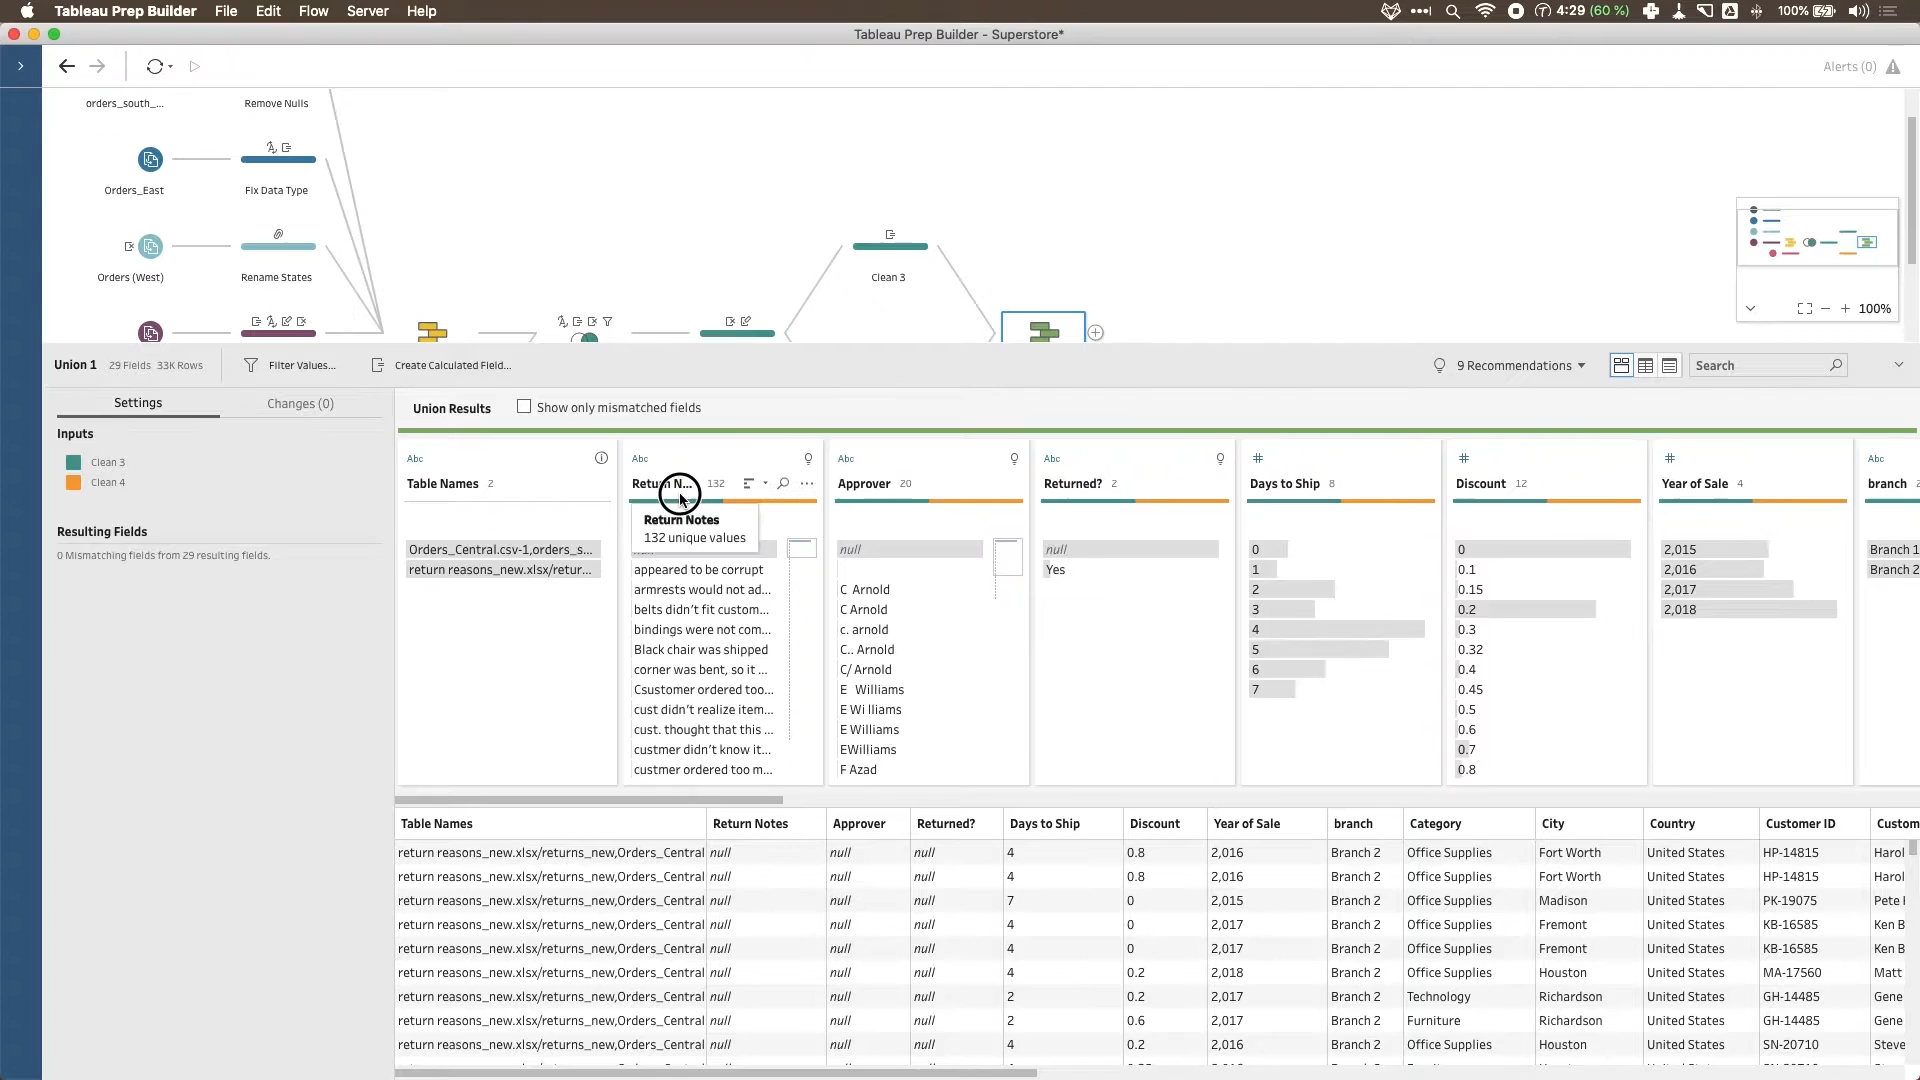 Tableau Prep Builder File Edit Flow Server Help 4:29 (60 %) 100%
Tableau Prep Builder - Superstore*
Alerts (0)
orders_south_... Remove Nulls
Orders_East Fix Data Type
Orders (West) Rename States
Clean 3
100%
Union 1 29 Fields 33K Rows Filter Values... Create Calculated Field... 9 Recommendations Search
Settings Changes (0)
Union Results Show only mismatched fields
Inputs
Clean 3
Clean 4
Resulting Fields
0 Mismatching fields from 29 resulting fields.
Abc Abc Abc Abc # # # Abc
Table Names 2 Return N... 132 Approver 20 Returned? 2 Days to Ship 8 Discount 12 Year of Sale 4 branch 2
Return Notes
132 unique values
Orders_Central.csv-1,orders_s... null null 0 0 2,015 Branch 1
return reasons_new.xlsx/retur... appeared to be corrupt Yes 1 0.1 2,016 Branch 2
armrests would not ad... C Arnold 2 0.15 2,017
belts didn't fit custom... C Arnold 3 0.2 2,018
bindings were not com... c. arnold 4 0.3
Black chair was shipped C.. Arnold 5 0.32
corner was bent, so it ... C/ Arnold 6 0.4
Csustomer ordered too... E Williams 7 0.45
cust didn't realize item... E Wi lliams 0.5
cust. thought that this ... E Williams 0.6
custmer didn't know it... EWilliams 0.7
custmer ordered too m... F Azad 0.8
Table Names Return Notes Approver Returned? Days to Ship Discount Year of Sale branch Category City Country Customer ID Custom
return reasons_new.xlsx/returns_new,Orders_Central null null null 4 0.8 2,016 Branch 2 Office Supplies Fort Worth United States HP-14815 Harol
return reasons_new.xlsx/returns_new,Orders_Central null null null 4 0.8 2,016 Branch 2 Office Supplies Fort Worth United States HP-14815 Harol
return reasons_new.xlsx/returns_new,Orders_Central null null null 7 0 2,015 Branch 2 Office Supplies Madison United States PK-19075 Pete
return reasons_new.xlsx/returns_new,Orders_Central null null null 4 0 2,017 Branch 2 Office Supplies Fremont United States KB-16585 Ken B
return reasons_new.xlsx/returns_new,Orders_Central null null null 4 0 2,017 Branch 2 Office Supplies Fremont United States KB-16585 Ken B
return reasons_new.xlsx/returns_new,Orders_Central null null null 4 0.2 2,018 Branch 2 Office Supplies Houston United States MA-17560 Matt
return reasons_new.xlsx/returns_new,Orders_Central null null null 2 0.2 2,017 Branch 2 Technology Richardson United States GH-14485 Gene
return reasons_new.xlsx/returns_new,Orders_Central null null null 2 0.6 2,017 Branch 2 Furniture Richardson United States GH-14485 Gene
return reasons_new.xlsx/returns_new,Orders_Central null null null 4 0.2 2,016 Branch 2 Office Supplies Houston United States SN-20710 Steve